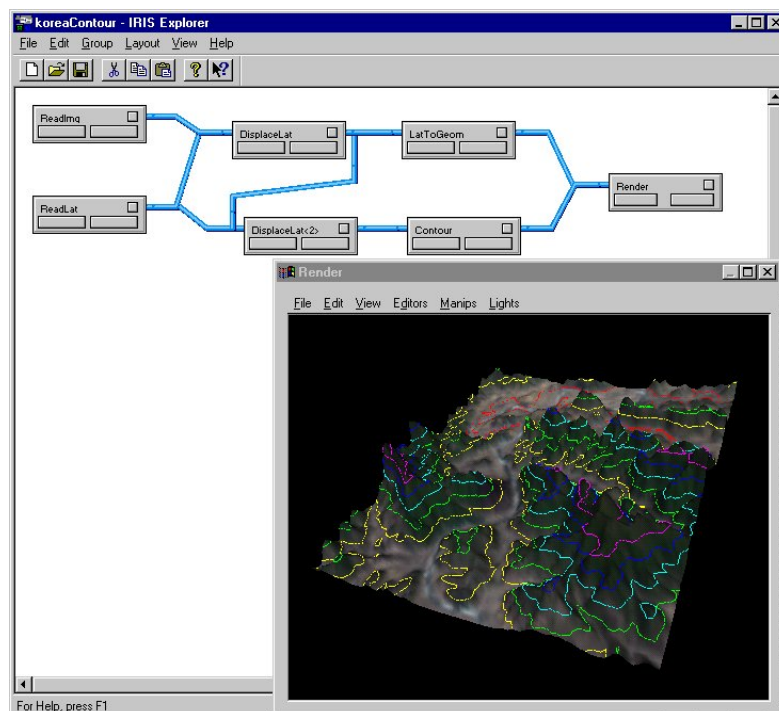 koreaContour - IRIS Explorer
File Edit Group Layout View Help
ReadImg
DisplaceLat
LatToGeom
Render
ReadLat
DisplaceLat<2>
Contour
Render
File Edit View Editors Manips Lights
For Help, press F1